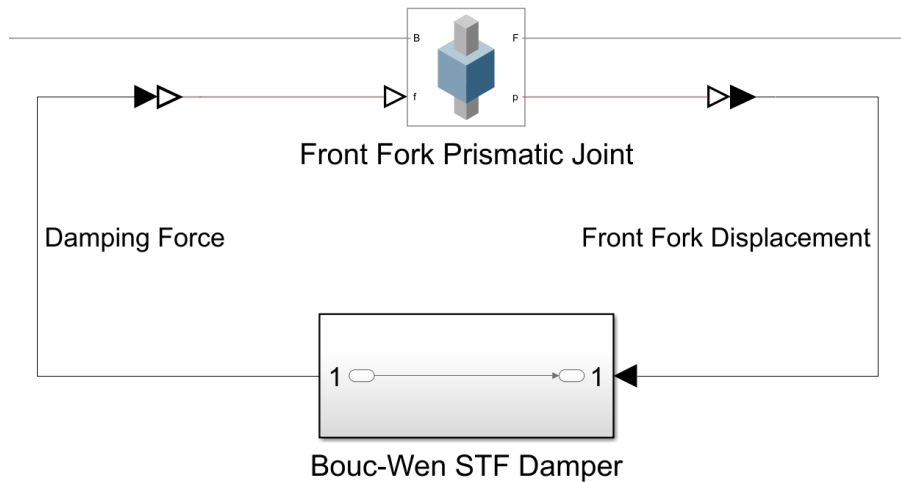 B F
f p
Front Fork Prismatic Joint
Damping Force
Front Fork Displacement
1 1
Bouc-Wen STF Damper